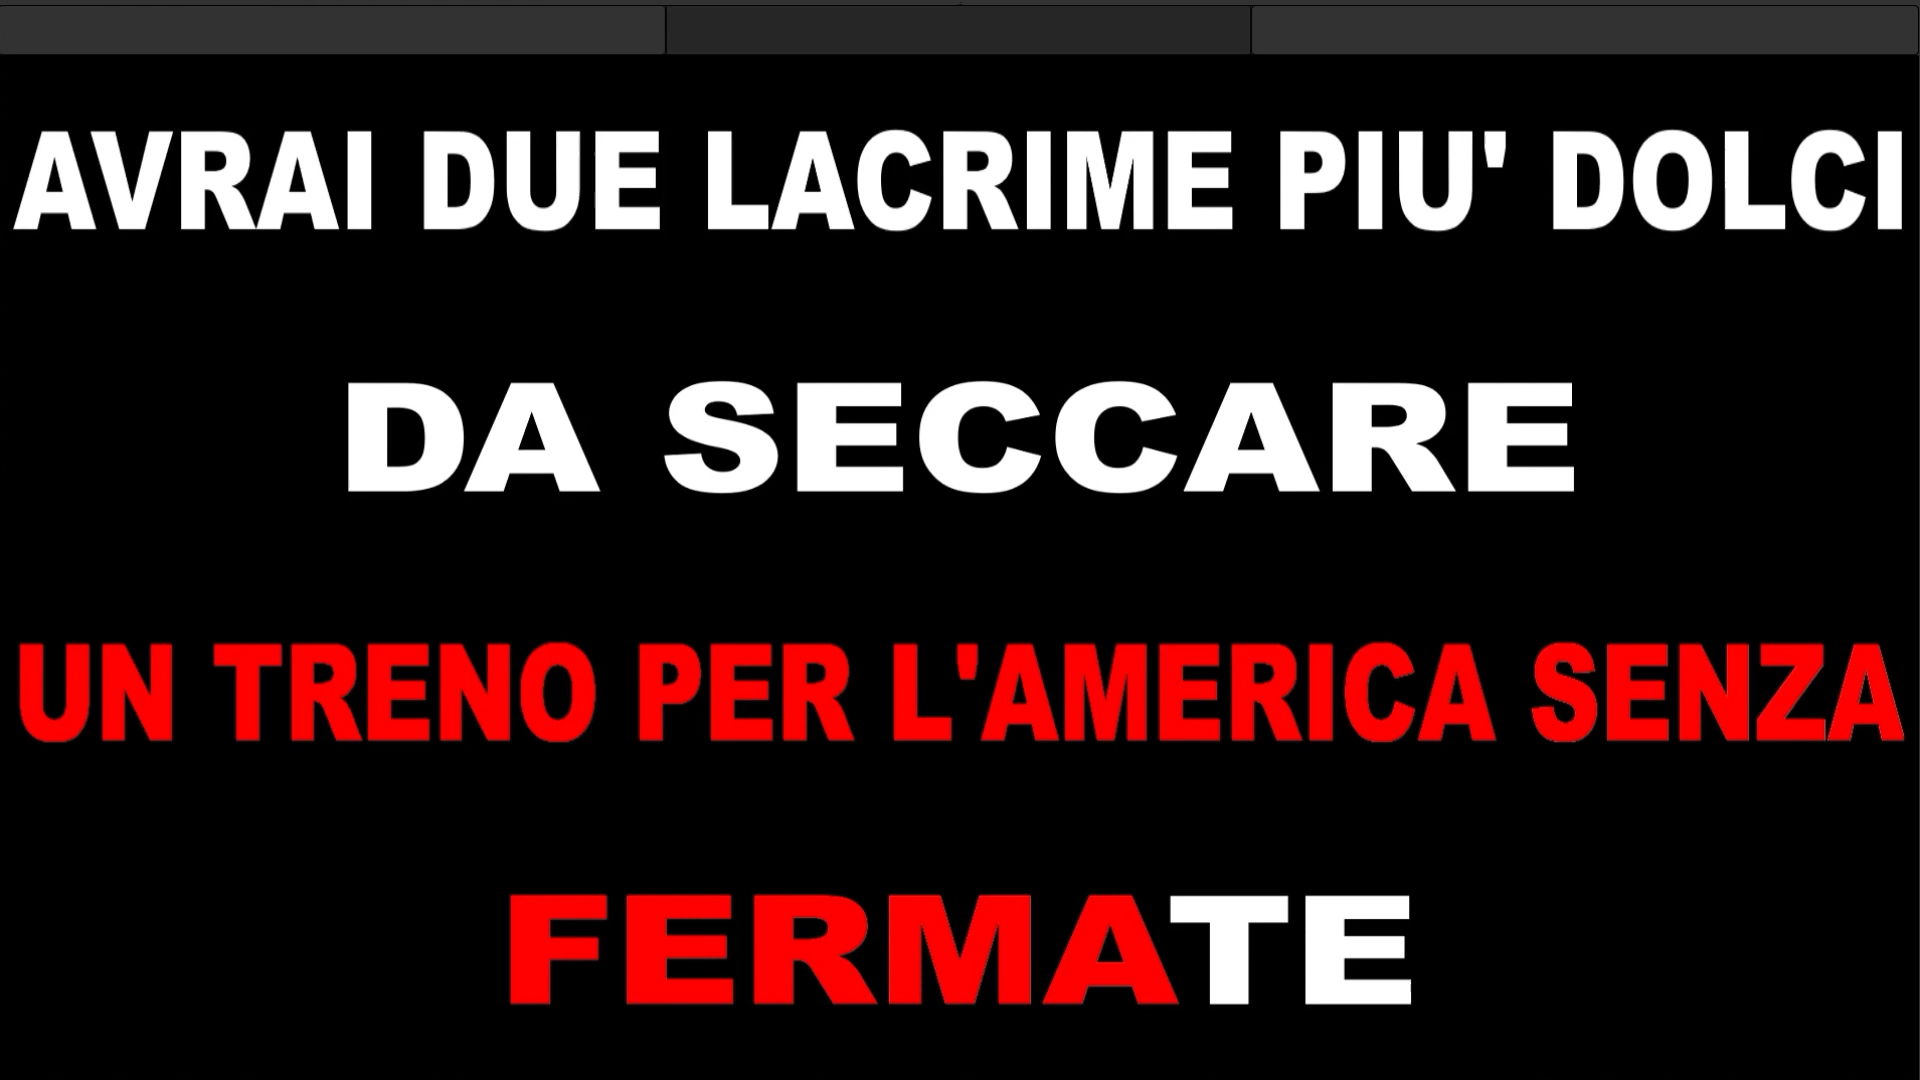 AVRAI DUE LACRIME PIU' DOLCI
DA SECCARE
UN TRENO PER L'AMERICA SENZA
FERMATE